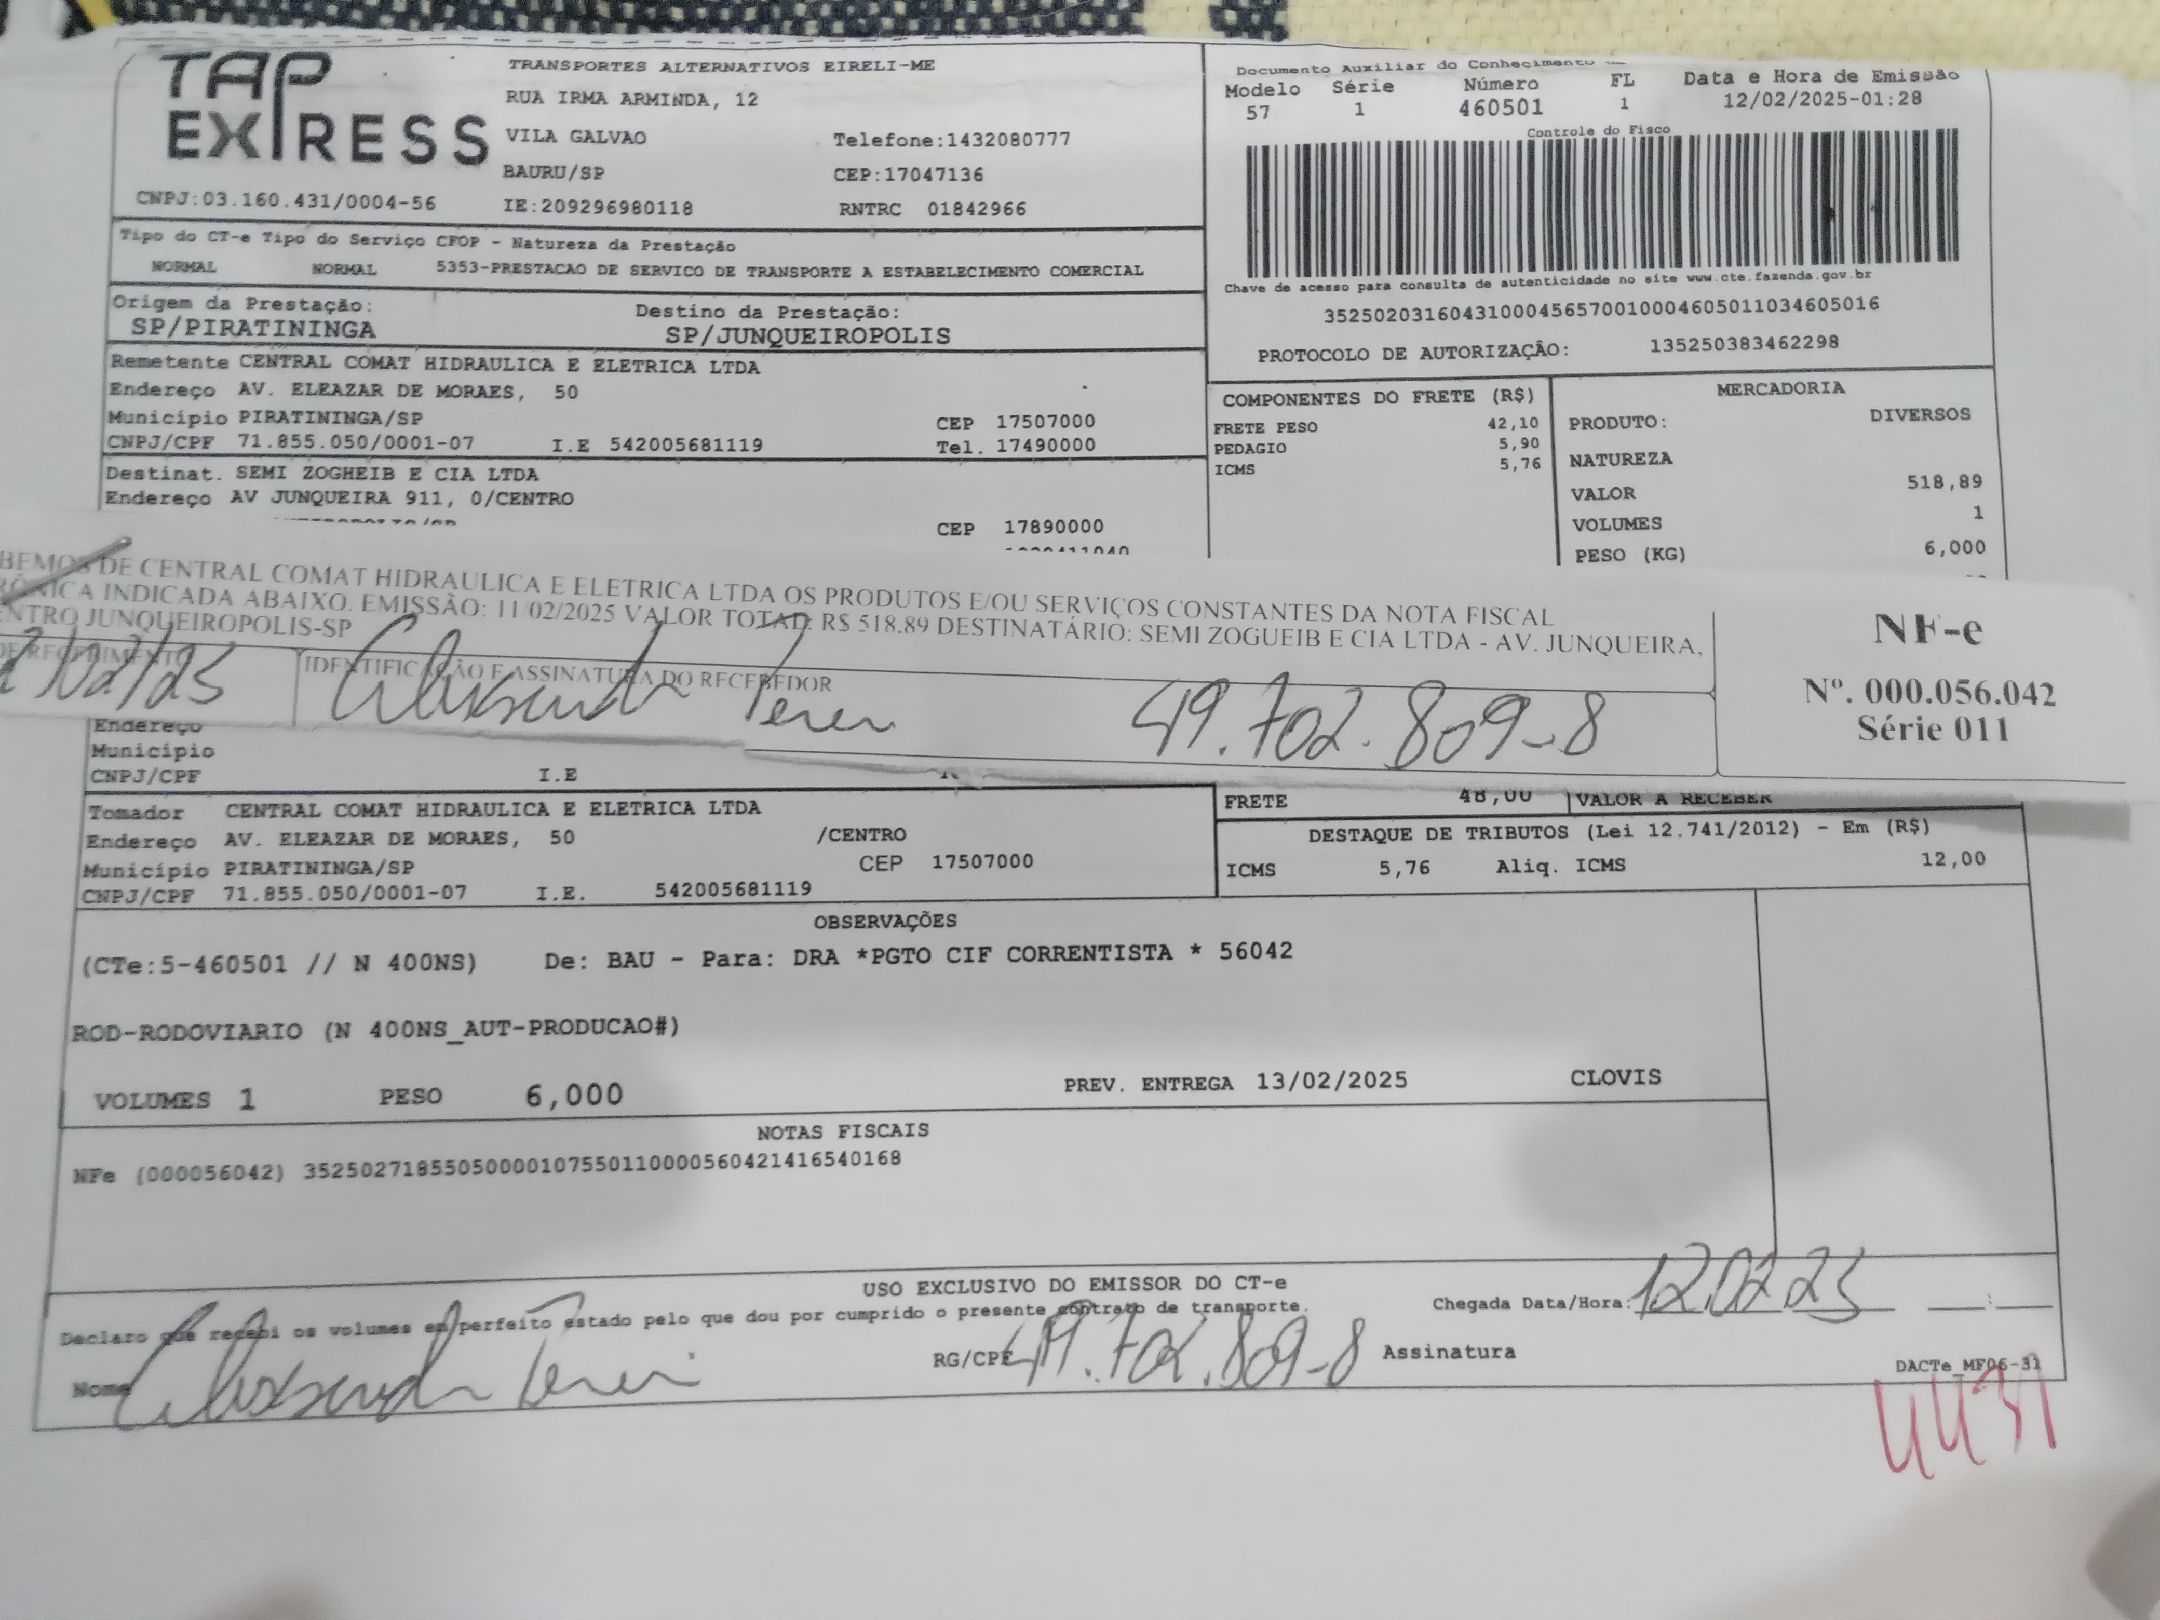 TAP EXPRESS
TRANSPORTES ALTERNATIVOS EIRELI-ME
RUA IRMA ARMINDA, 12
VILA GALVAO Telefone:1432080777
BAURU/SP CEP:17047136
CNPJ:03.160.431/0004-56 IE:209296980118 RNTRC 01842966
Documento Auxiliar do Conhecimento
Modelo Série Número FL Data e Hora de Emissão
57 1 460501 1 12/02/2025-01:28
Controle do Fisco
Chave de acesso para consulta de autenticidade no site www.cte.fazenda.gov.br
35250203160431000456570010004605011034605016
PROTOCOLO DE AUTORIZAÇÃO: 135250383462298
Tipo do CT-e Tipo do Serviço CFOP - Natureza da Prestação
NORMAL NORMAL 5353-PRESTACAO DE SERVICO DE TRANSPORTE A ESTABELECIMENTO COMERCIAL
Origem da Prestação: Destino da Prestação:
SP/PIRATININGA SP/JUNQUEIROPOLIS
Remetente CENTRAL COMAT HIDRAULICA E ELETRICA LTDA
Endereço AV. ELEAZAR DE MORAES, 50
Município PIRATININGA/SP CEP 17507000
CNPJ/CPF 71.855.050/0001-07 I.E 542005681119 Tel. 17490000
Destinat. SEMI ZOGHEIB E CIA LTDA
Endereço AV JUNQUEIRA 911, 0/CENTRO
CEP 17890000
COMPONENTES DO FRETE (R$)
FRETE PESO 42,10
PEDAGIO 5,90
ICMS 5,76
MERCADORIA
PRODUTO: DIVERSOS
NATUREZA
VALOR 518,89
VOLUMES 1
PESO (KG) 6,000
BEMOS DE CENTRAL COMAT HIDRAULICA E ELETRICA LTDA OS PRODUTOS E/OU SERVIÇOS CONSTANTES DA NOTA FISCAL
RÔNICA INDICADA ABAIXO. EMISSÃO: 11/02/2025 VALOR TOTAL: R$ 518.89 DESTINATÁRIO: SEMI ZOGUEIB E CIA LTDA - AV. JUNQUEIRA,
ENTRO JUNQUEIROPOLIS-SP
DE RECEBIMENTO IDENTIFICAÇÃO E ASSINATURA DO RECEBEDOR
2/02/25 49.702.809-8
NF-e
Nº. 000.056.042
Série 011
Endereço
Município
CNPJ/CPF I.E
Tomador CENTRAL COMAT HIDRAULICA E ELETRICA LTDA
Endereço AV. ELEAZAR DE MORAES, 50 /CENTRO
Município PIRATININGA/SP CEP 17507000
CNPJ/CPF 71.855.050/0001-07 I.E. 542005681119
FRETE 48,00 VALOR A RECEBER
DESTAQUE DE TRIBUTOS (Lei 12.741/2012) - Em (R$)
ICMS 5,76 Aliq. ICMS 12,00
OBSERVAÇÕES
(CTe:5-460501 // N 400NS) De: BAU - Para: DRA *PGTO CIF CORRENTISTA * 56042
ROD-RODOVIARIO (N 400NS_AUT-PRODUCAO#)
VOLUMES 1 PESO 6,000 PREV. ENTREGA 13/02/2025 CLOVIS
NOTAS FISCAIS
NFe (000056042) 35250271855050000107550110000560421416540168
USO EXCLUSIVO DO EMISSOR DO CT-e
Declaro que recebi os volumes em perfeito estado pelo que dou por cumprido o presente contrato de transporte.
Chegada Data/Hora: 12.02.25
Nome RG/CPF 49.702.809-8 Assinatura
DACTe_MF06-31
4431